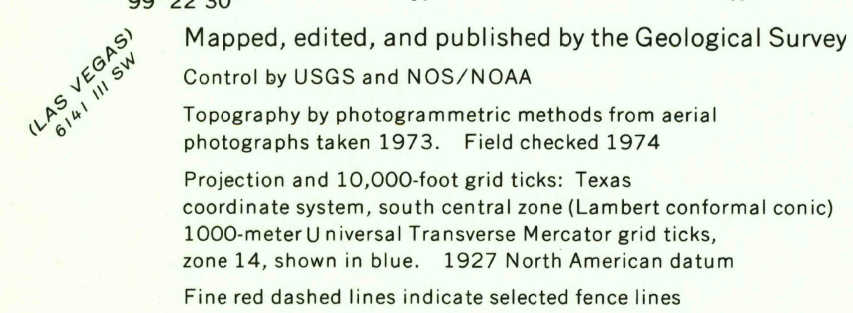 99 22 30
(LAS VEGAS)
6141 III SW
Mapped, edited, and published by the Geological Survey
Control by USGS and NOS/NOAA
Topography by photogrammetric methods from aerial
photographs taken 1973. Field checked 1974
Projection and 10,000-foot grid ticks: Texas
coordinate system, south central zone (Lambert conformal conic)
1000-meter Universal Transverse Mercator grid ticks,
zone 14, shown in blue. 1927 North American datum
Fine red dashed lines indicate selected fence lines